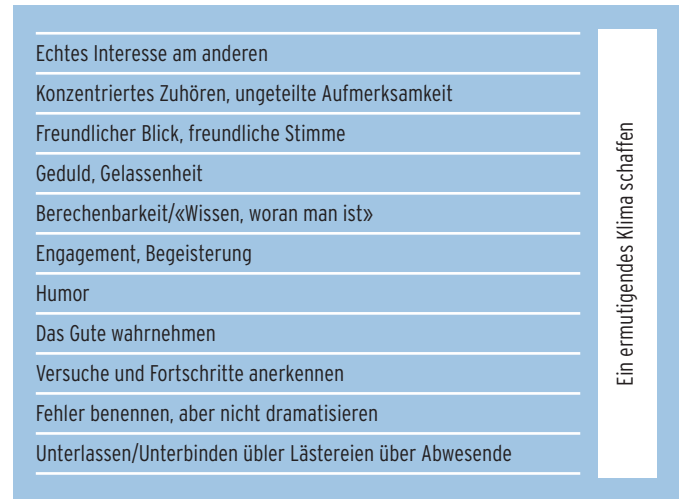 Echtes Interesse am anderen
Konzentriertes Zuhören, ungeteilte Aufmerksamkeit
Freundlicher Blick, freundliche Stimme
Geduld, Gelassenheit
Berechenbarkeit/«Wissen, woran man ist»
Engagement, Begeisterung
Humor
Das Gute wahrnehmen
Versuche und Fortschritte anerkennen
Fehler benennen, aber nicht dramatisieren
Unterlassen/Unterbinden übler Lästereien über Abwesende
Ein ermutigendes Klima schaffen